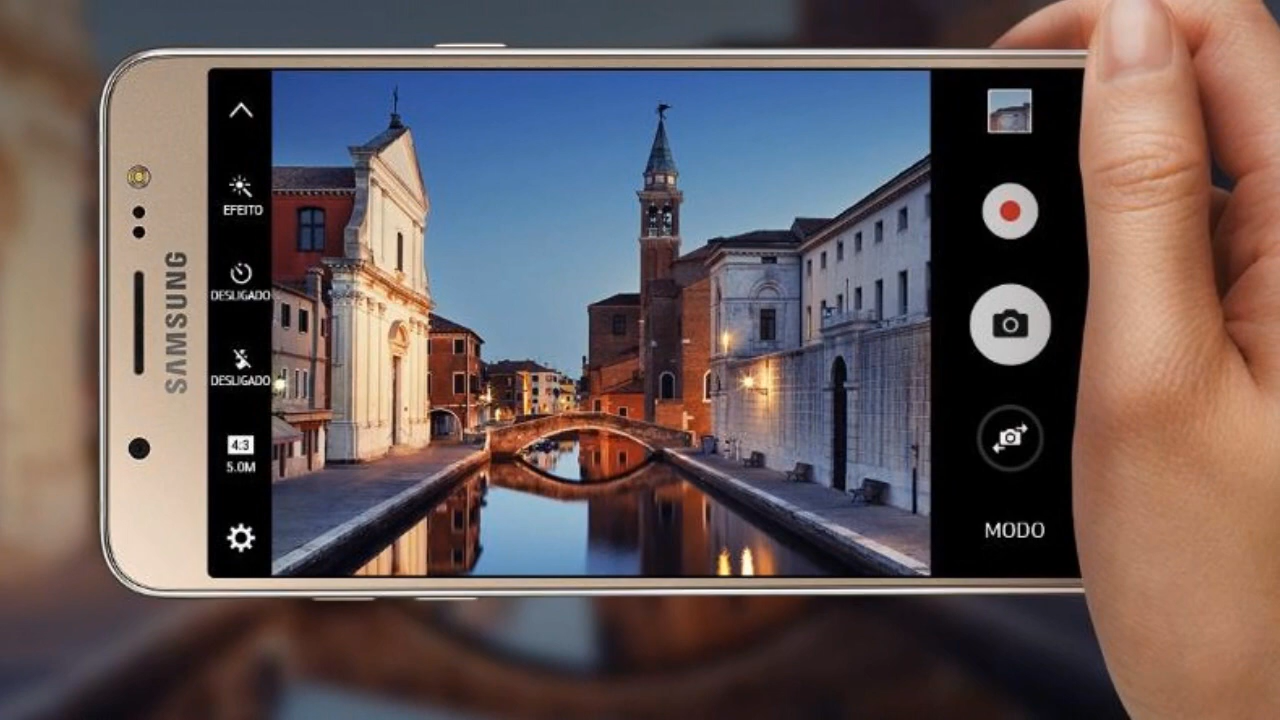 SAMSUNG
EFEITO
DESLIGADO
DESLIGADO
4:3
5.0M
MODO